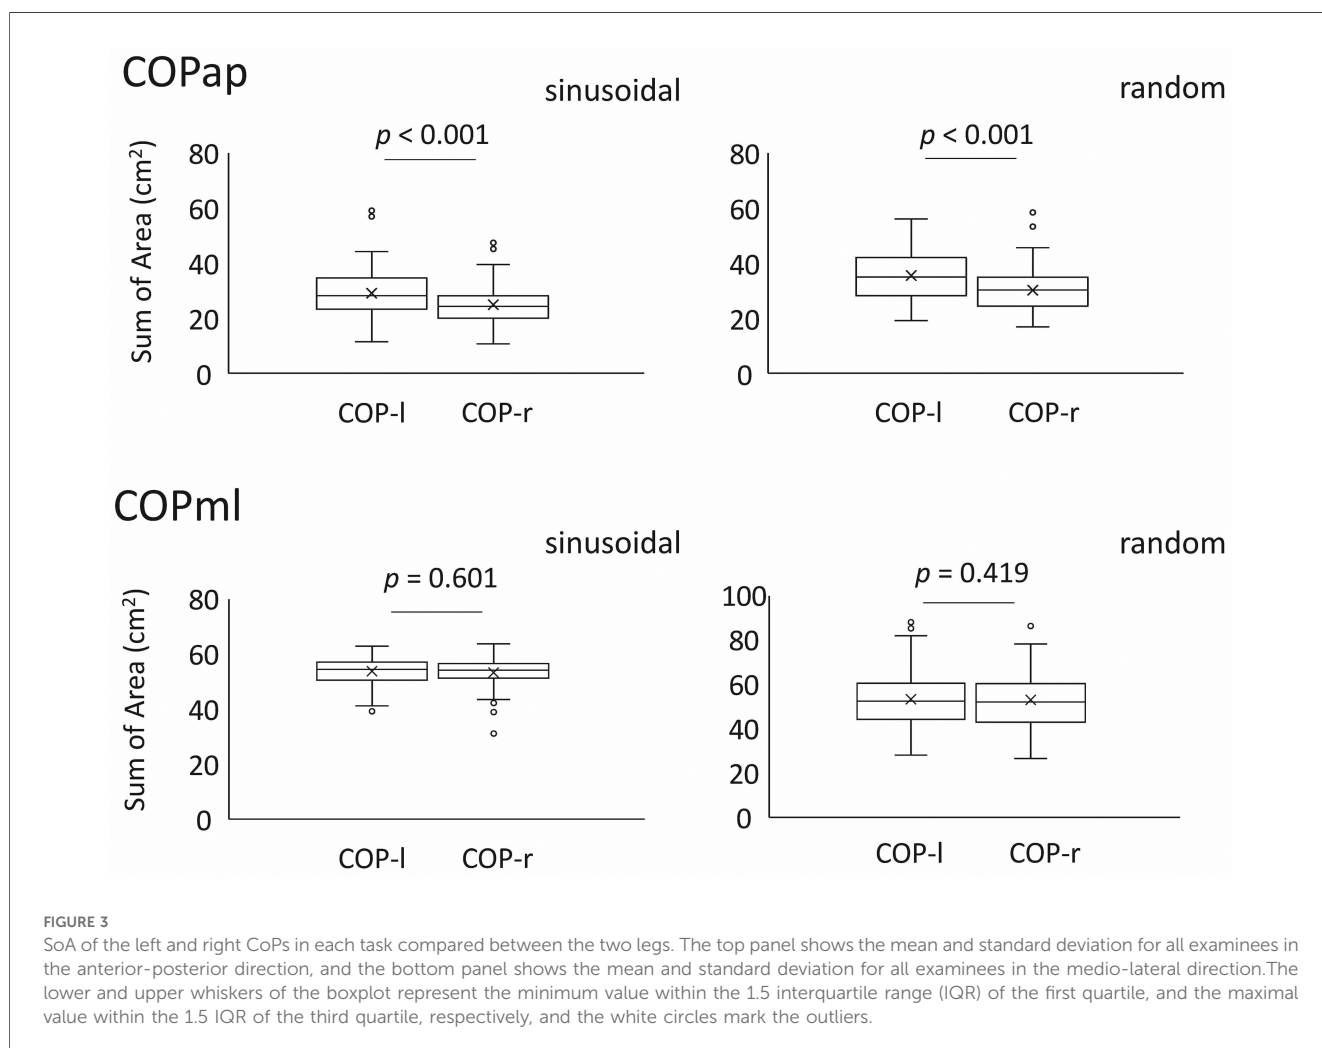 COPap
sinusoidal
random
p < 0.001
p < 0.001
Sum of Area (cm²)
80
60
40
20
0
80
60
40
20
0
COP-l COP-r
COP-l COP-r
COPml
sinusoidal
random
p = 0.601
p = 0.419
Sum of Area (cm²)
80
60
40
20
0
100
80
60
40
20
0
COP-l COP-r
COP-l COP-r
FIGURE 3
SoA of the left and right CoPs in each task compared between the two legs. The top panel shows the mean and standard deviation for all examinees in
the anterior-posterior direction, and the bottom panel shows the mean and standard deviation for all examinees in the medio-lateral direction.The
lower and upper whiskers of the boxplot represent the minimum value within the 1.5 interquartile range (IQR) of the first quartile, and the maximal
value within the 1.5 IQR of the third quartile, respectively, and the white circles mark the outliers.